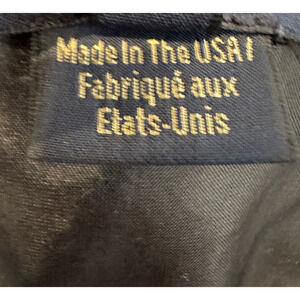 Made In The USA /
Fabriqué aux
Etats-Unis